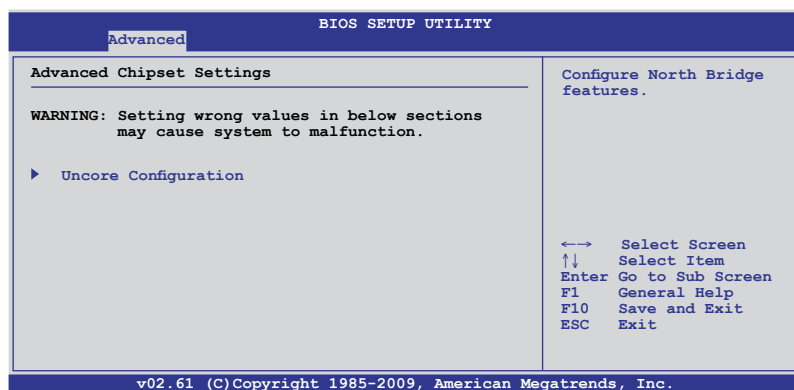 BIOS SETUP UTILITY
Advanced
Advanced Chipset Settings
WARNING: Setting wrong values in below sections
may cause system to malfunction.
Uncore Configuration
Configure North Bridge
features.
←→ Select Screen
↑↓ Select Item
Enter Go to Sub Screen
F1 General Help
F10 Save and Exit
ESC Exit
v02.61 (C)Copyright 1985-2009, American Megatrends, Inc.